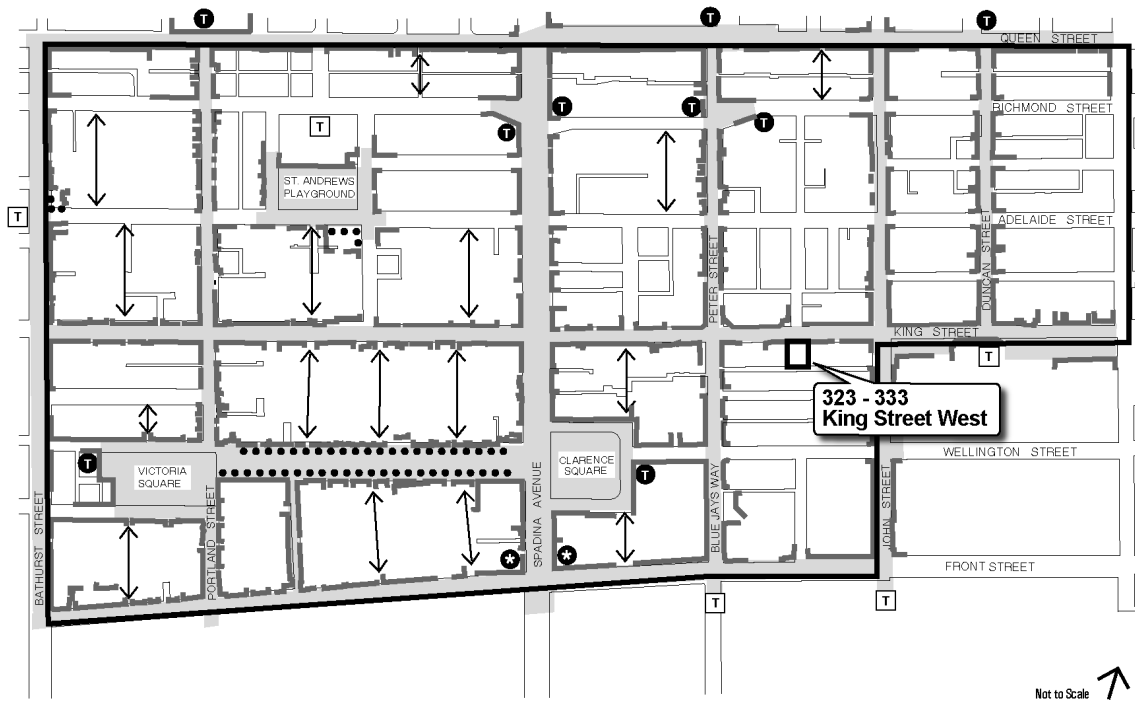 T
T
T
QUEEN STREET
T
T
T
RICHMOND STREET
T
T
T
ST. ANDREWS
PLAYGROUND
T
ADELAIDE STREET
PETER STREET
DUNCAN STREE
KING STREET
T
323 - 333
King Street West
WELLINGTON STREET
T
VICTORIA
SQUARE
CLARENCE
SQUARE
T
BATHURST STREET
PORTLAND STREET
SPADINA AVENUE
BLUE JAYS WAY
JOHN STREET
*
*
FRONT STREET
T
T
Not to Scale